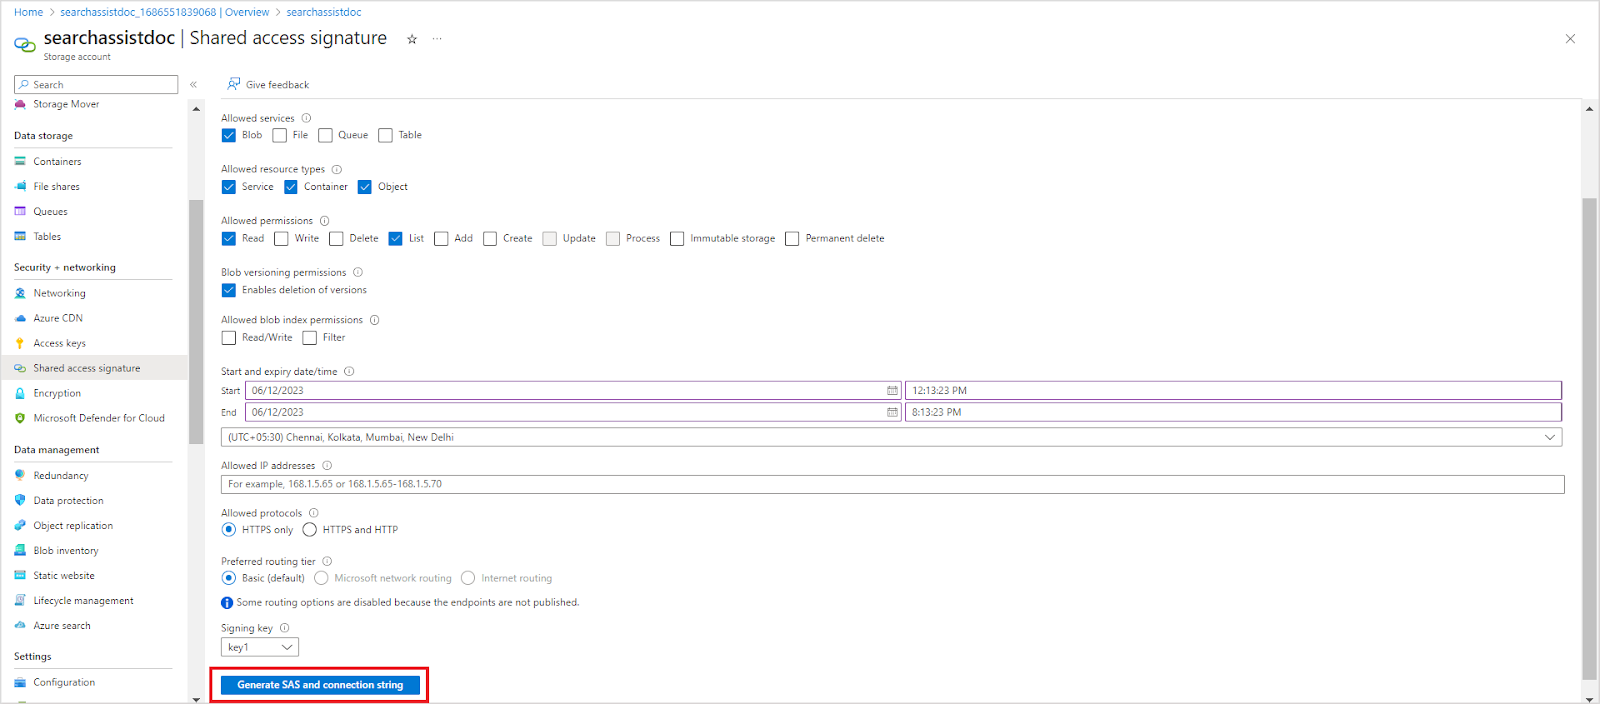 Home > searchassistdoc_1686551839068 | Overview > searchassistdoc
searchassistdoc | Shared access signature ☆ ···
Storage account
Search «
Storage Mover
Data storage
Containers
File shares
Queues
Tables
Security + networking
Networking
Azure CDN
Access keys
Shared access signature
Encryption
Microsoft Defender for Cloud
Data management
Redundancy
Data protection
Object replication
Blob inventory
Static website
Lifecycle management
Azure search
Settings
Configuration
Give feedback
Allowed services
Blob File Queue Table
Allowed resource types
Service Container Object
Allowed permissions
Read Write Delete List Add Create Update Process Immutable storage Permanent delete
Blob versioning permissions
Enables deletion of versions
Allowed blob index permissions
Read/Write Filter
Start and expiry date/time
Start 06/12/2023 12:13:23 PM
End 06/12/2023 8:13:23 PM
(UTC+05:30) Chennai, Kolkata, Mumbai, New Delhi
Allowed IP addresses
For example, 168.1.5.65 or 168.1.5.65-168.1.5.70
Allowed protocols
HTTPS only HTTPS and HTTP
Preferred routing tier
Basic (default) Microsoft network routing Internet routing
Some routing options are disabled because the endpoints are not published.
Signing key
key1
Generate SAS and connection string